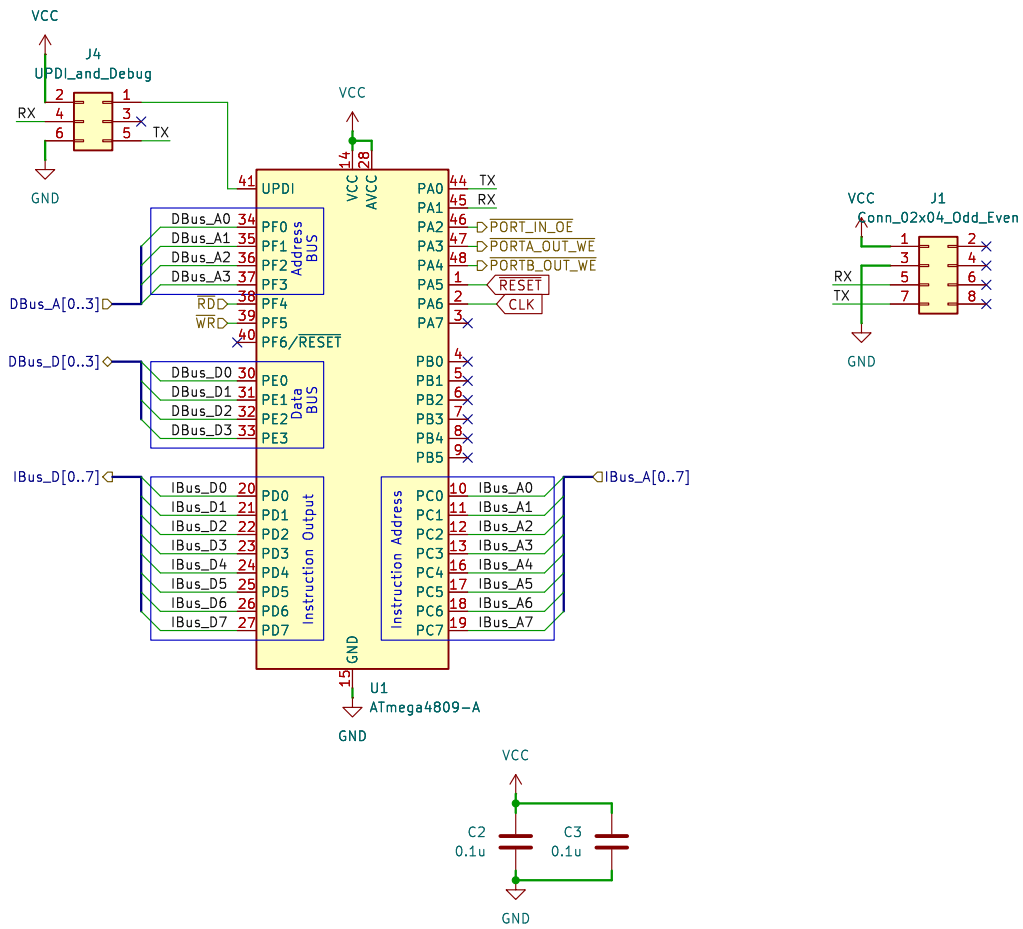 VCC
J4
UPDI_and_Debug
2 1
RX 4 3
6 5 TX
GND
VCC
14 28
VCC AVCC
41 UPDI
DBus_A0 34 PF0
DBus_A1 35 PF1
DBus_A2 36 PF2
DBus_A3 37 PF3
Address
BUS
DBus_A[0..3]
RD 38 PF4
WR 39 PF5
40 PF6/RESET
DBus_D[0..3]
DBus_D0 30 PE0
DBus_D1 31 PE1
DBus_D2 32 PE2
DBus_D3 33 PE3
Data
BUS
IBus_D[0..7]
IBus_D0 20 PD0
IBus_D1 21 PD1
IBus_D2 22 PD2
IBus_D3 23 PD3
IBus_D4 24 PD4
IBus_D5 25 PD5
IBus_D6 26 PD6
IBus_D7 27 PD7
Instruction Output
PA0 44 TX
PA1 45 RX
PA2 46 PORT_IN_OE
PA3 47 PORTA_OUT_WE
PA4 48 PORTB_OUT_WE
PA5 1 RESET
PA6 2 CLK
PA7 3
PB0 4
PB1 5
PB2 6
PB3 7
PB4 8
PB5 9
IBus_A[0..7]
PC0 10 IBus_A0
PC1 11 IBus_A1
PC2 12 IBus_A2
PC3 13 IBus_A3
PC4 16 IBus_A4
PC5 17 IBus_A5
PC6 18 IBus_A6
PC7 19 IBus_A7
Instruction Address
GND
15
U1
ATmega4809-A
GND
VCC
J1
Conn_02x04_Odd_Even
1 2
3 4
RX 5 6
TX 7 8
GND
VCC
C2
0.1u
C3
0.1u
GND